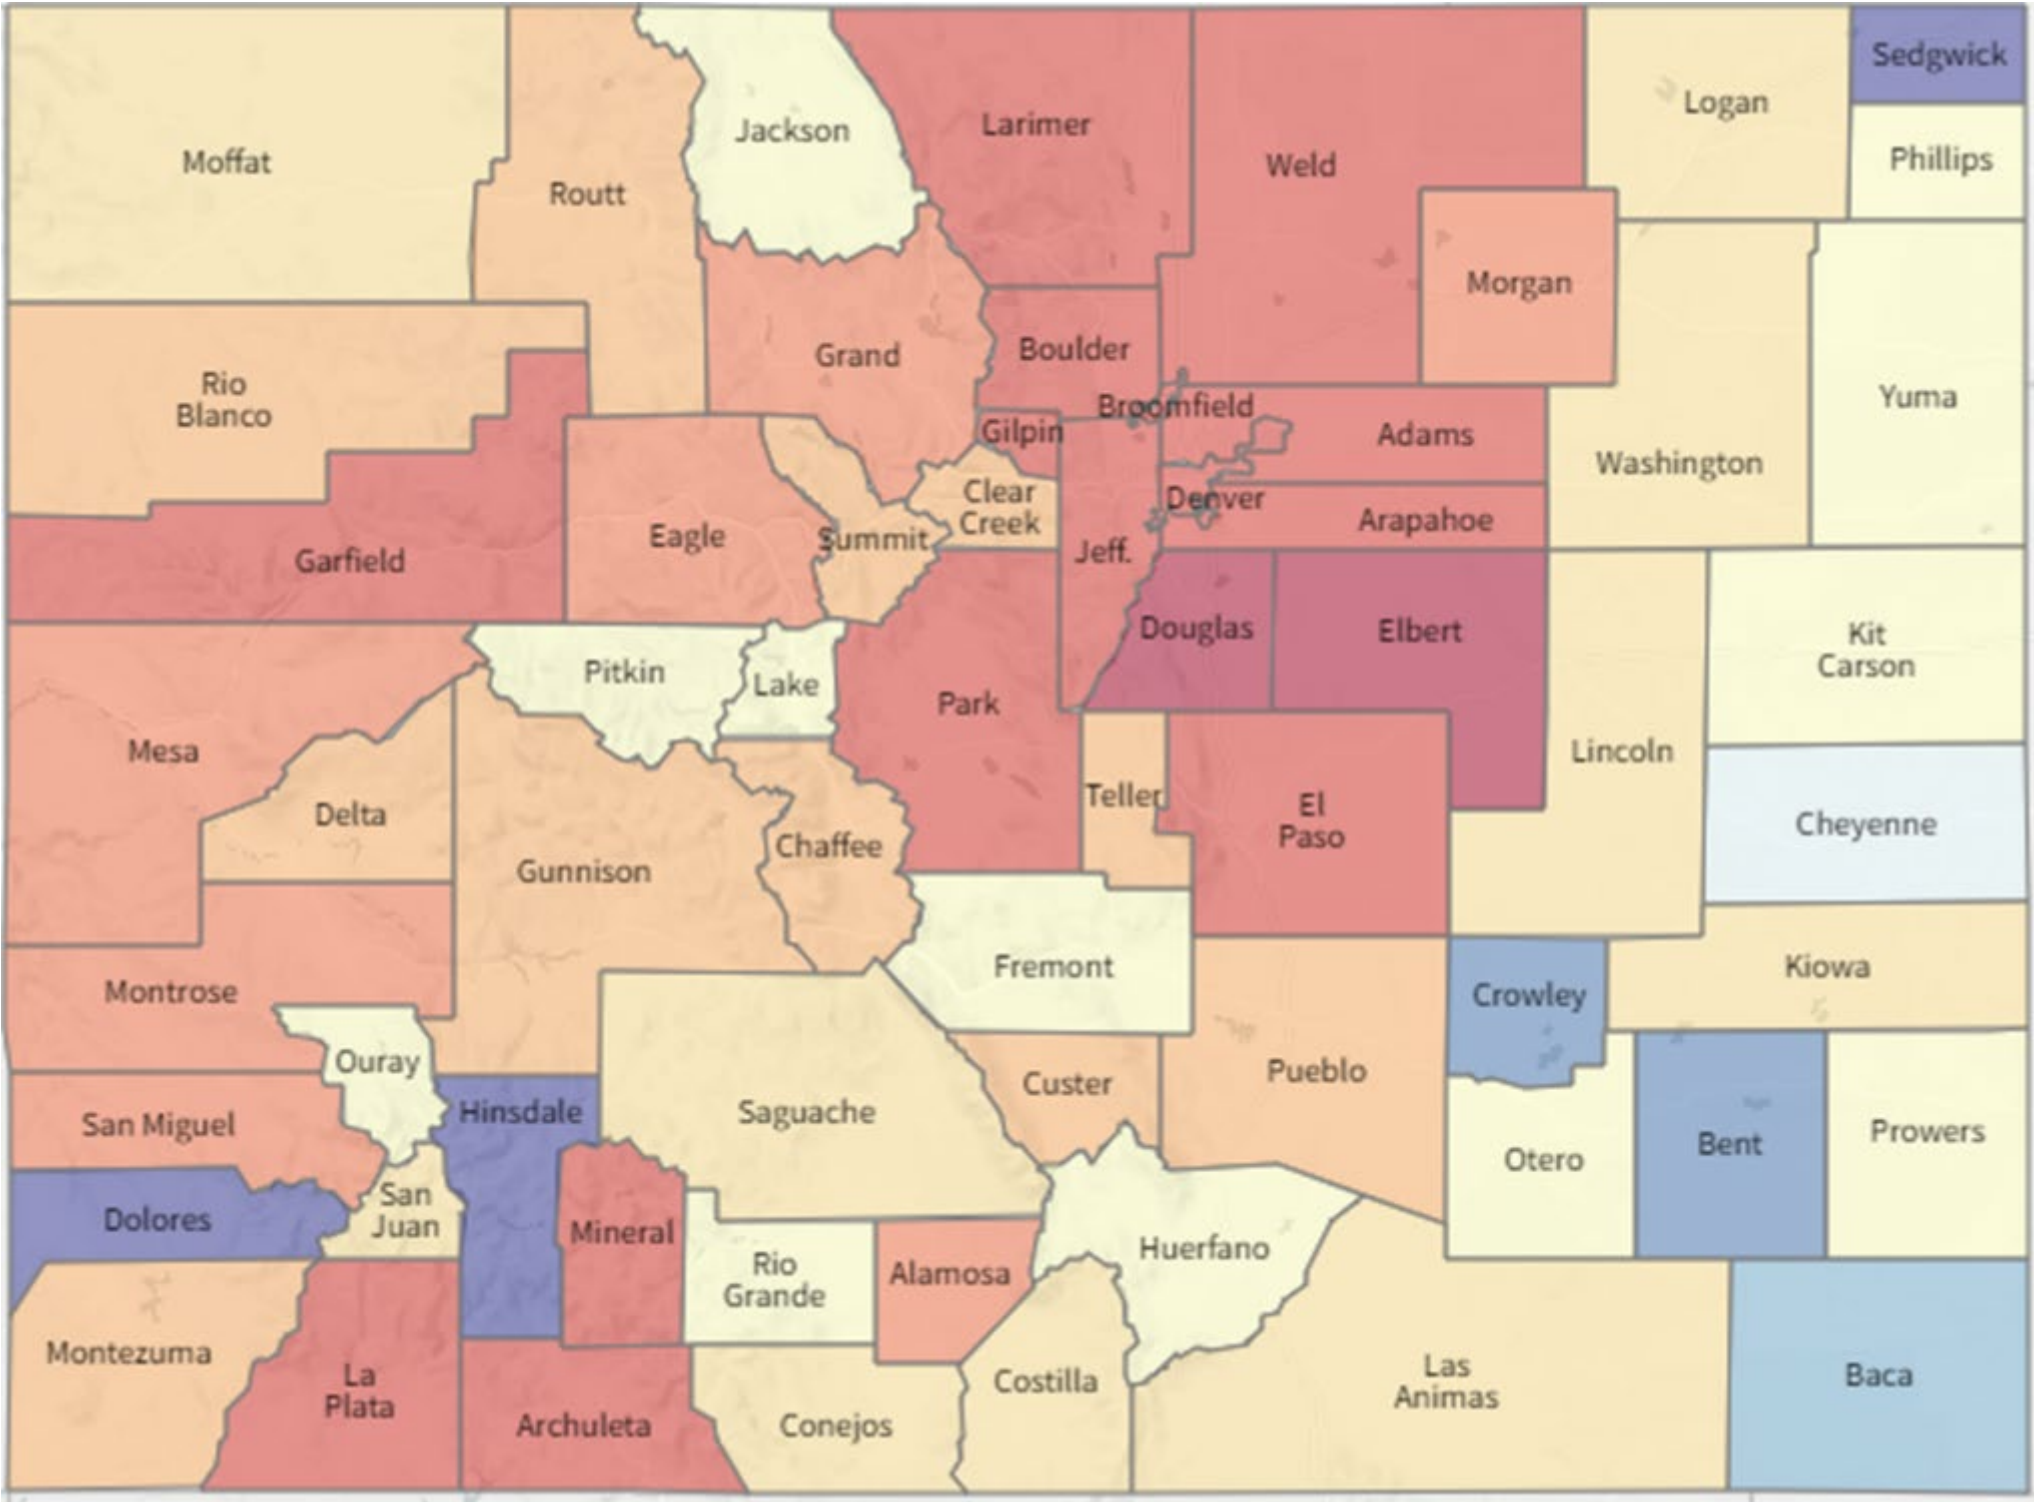 Sedgwick
Logan
Larimer
Jackson
Phillips
Moffat
Weld
Routt
Morgan
Boulder
Grand
Rio
Blanco
Yuma
Broomfield
Gilpin
Adams
Washington
Clear
Creek
Denver
Arapahoe
Eagle
Summit
Jeff.
Garfield
Douglas
Elbert
Kit
Carson
Pitkin
Lake
Park
Mesa
Lincoln
Teller
El
Paso
Delta
Cheyenne
Chaffee
Gunnison
Fremont
Kiowa
Montrose
Crowley
Ouray
Pueblo
Custer
Hinsdale
Saguache
San Miguel
Prowers
Bent
Otero
San
Juan
Dolores
Mineral
Huerfano
Rio
Grande
Alamosa
Montezuma
La
Plata
Las
Animas
Costilla
Baca
Archuleta
Conejos